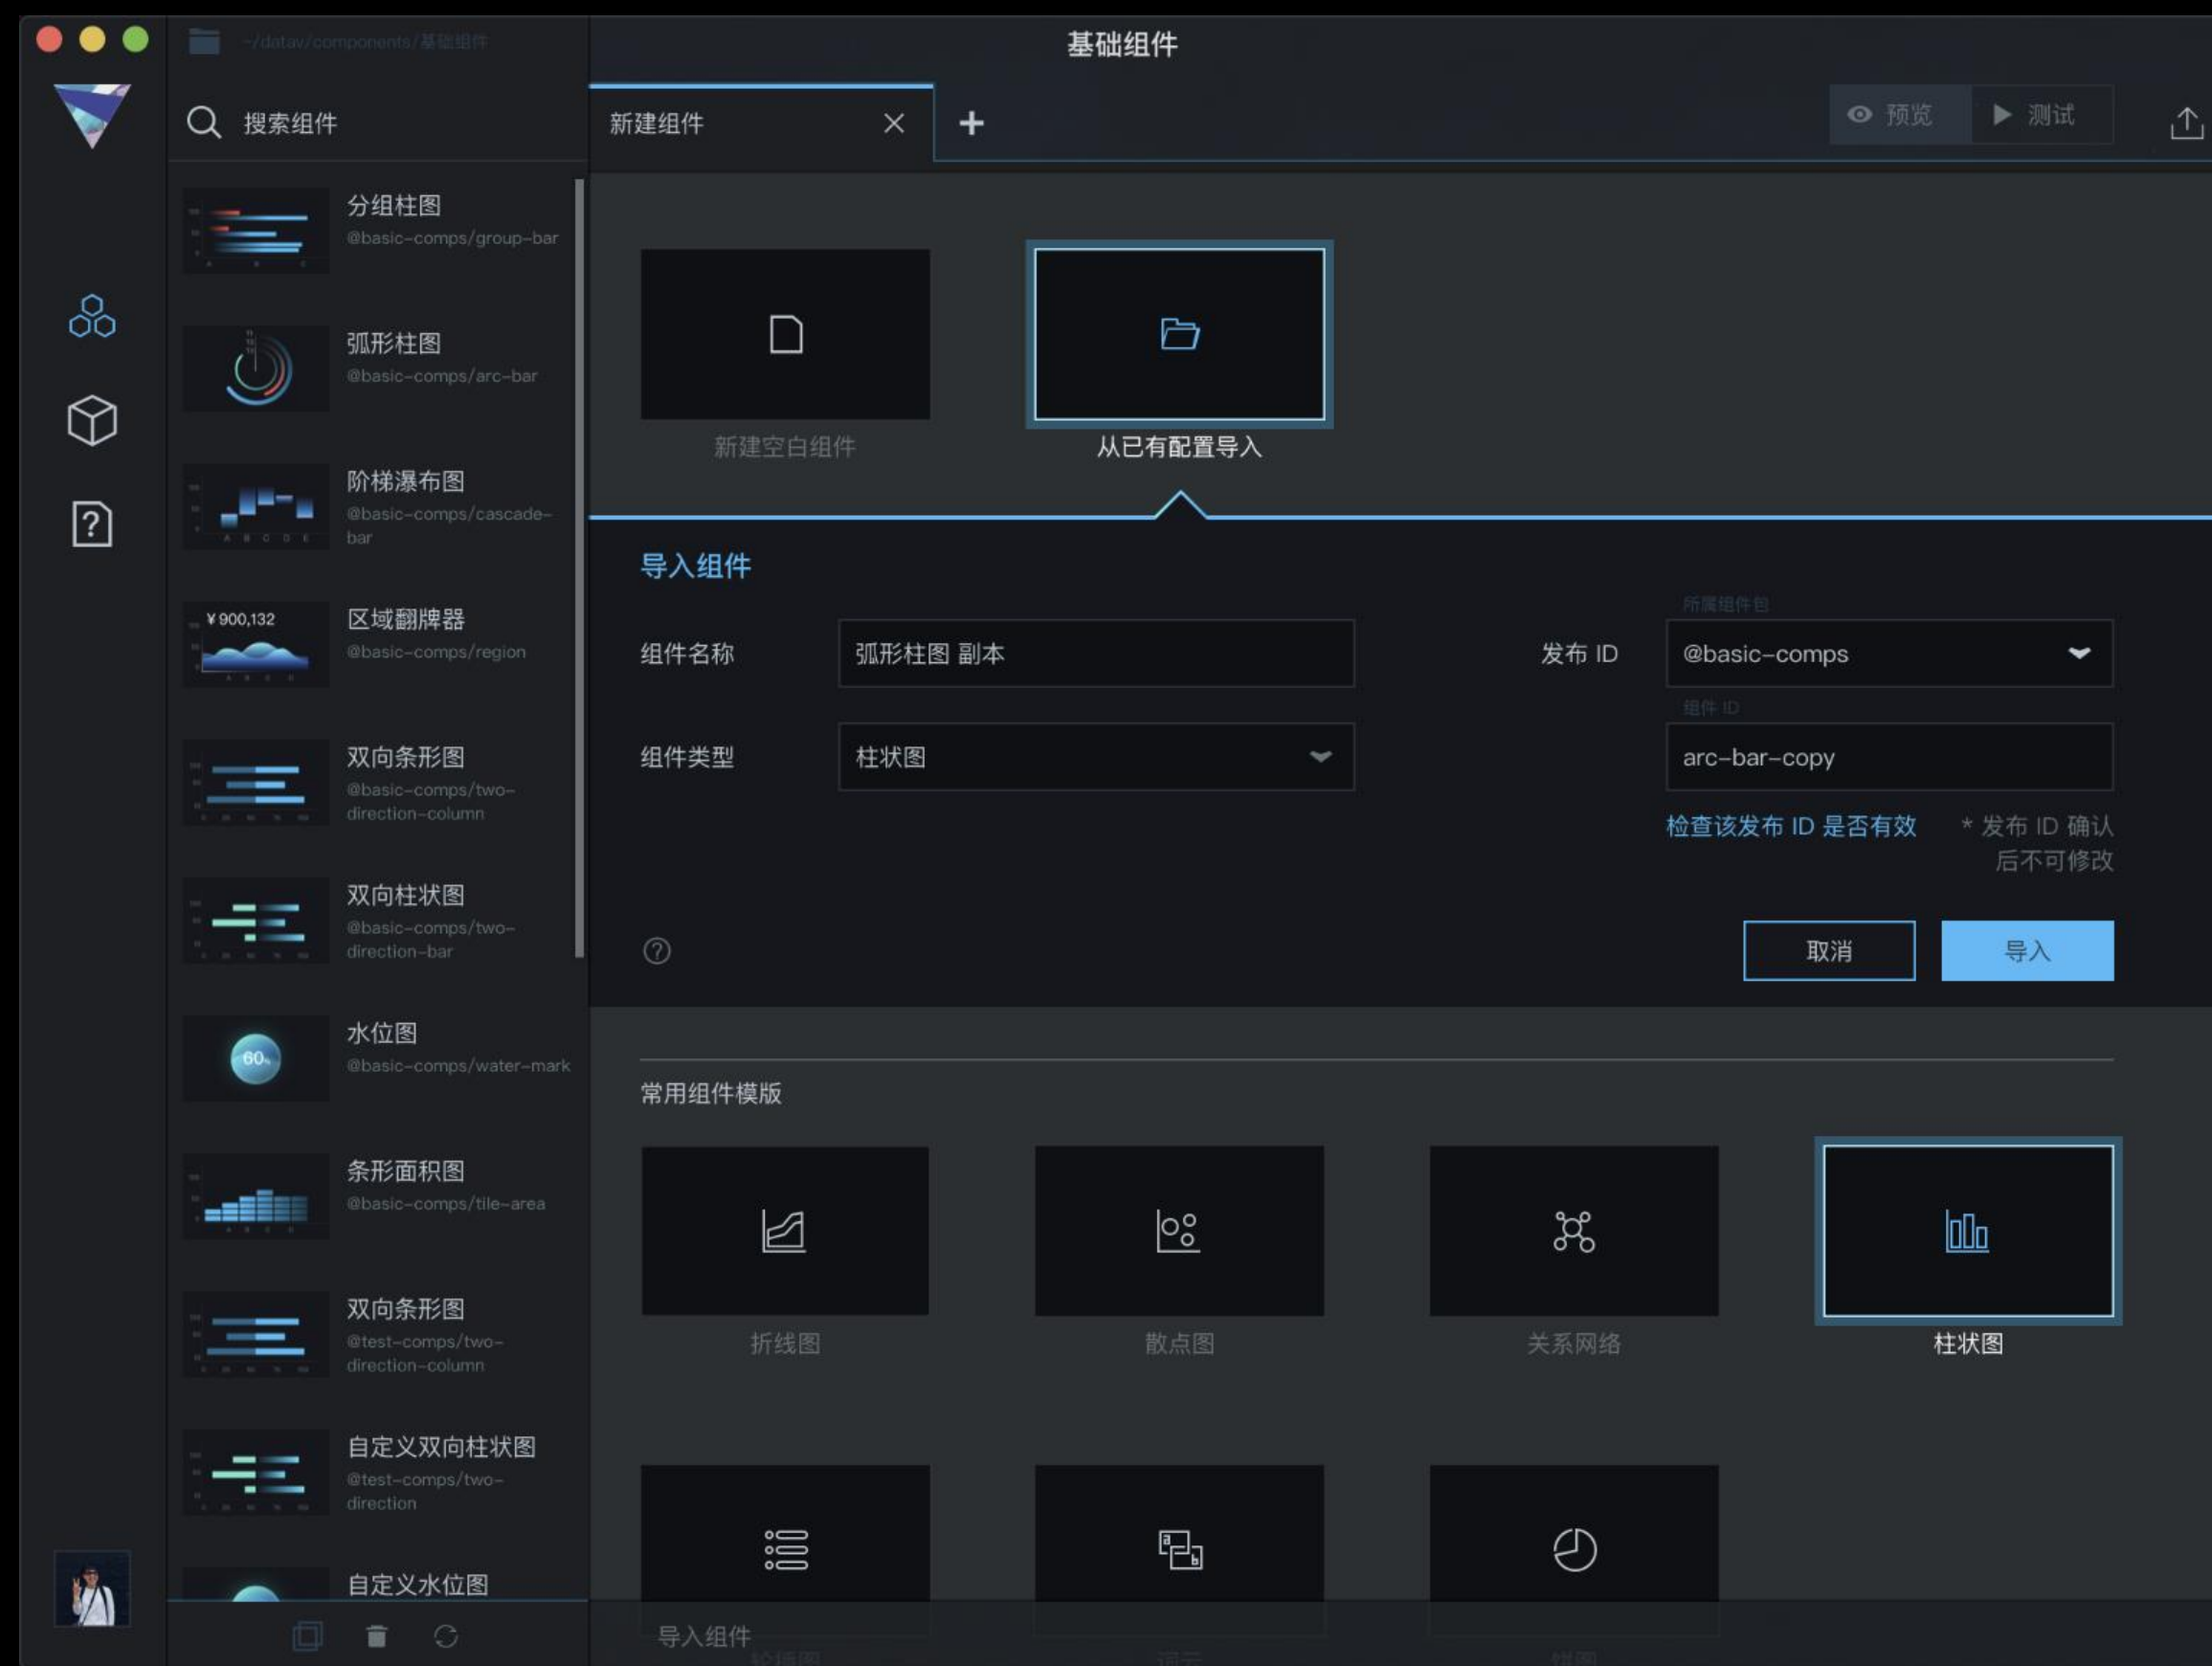 ~/datav/components/基础组件
基础组件
搜索组件
新建组件
预览
测试
分组柱图
@basic-comps/group-bar
弧形柱图
@basic-comps/arc-bar
阶梯瀑布图
@basic-comps/cascade-
bar
¥900,132
区域翻牌器
@basic-comps/region
双向条形图
@basic-comps/two-
direction-column
双向柱状图
@basic-comps/two-
direction-bar
60%
水位图
@basic-comps/water-mark
条形面积图
@basic-comps/tile-area
双向条形图
@test-comps/two-
direction-column
自定义双向柱状图
@test-comps/two-
direction
自定义水位图
新建空白组件
从已有配置导入
导入组件
组件名称
弧形柱图 副本
组件类型
柱状图
所属组件包
发布 ID
@basic-comps
组件 ID
arc-bar-copy
检查该发布 ID 是否有效
* 发布 ID 确认
后不可修改
取消
导入
常用组件模版
折线图
散点图
关系网络
柱状图
导入组件
轮播图
词云
饼图